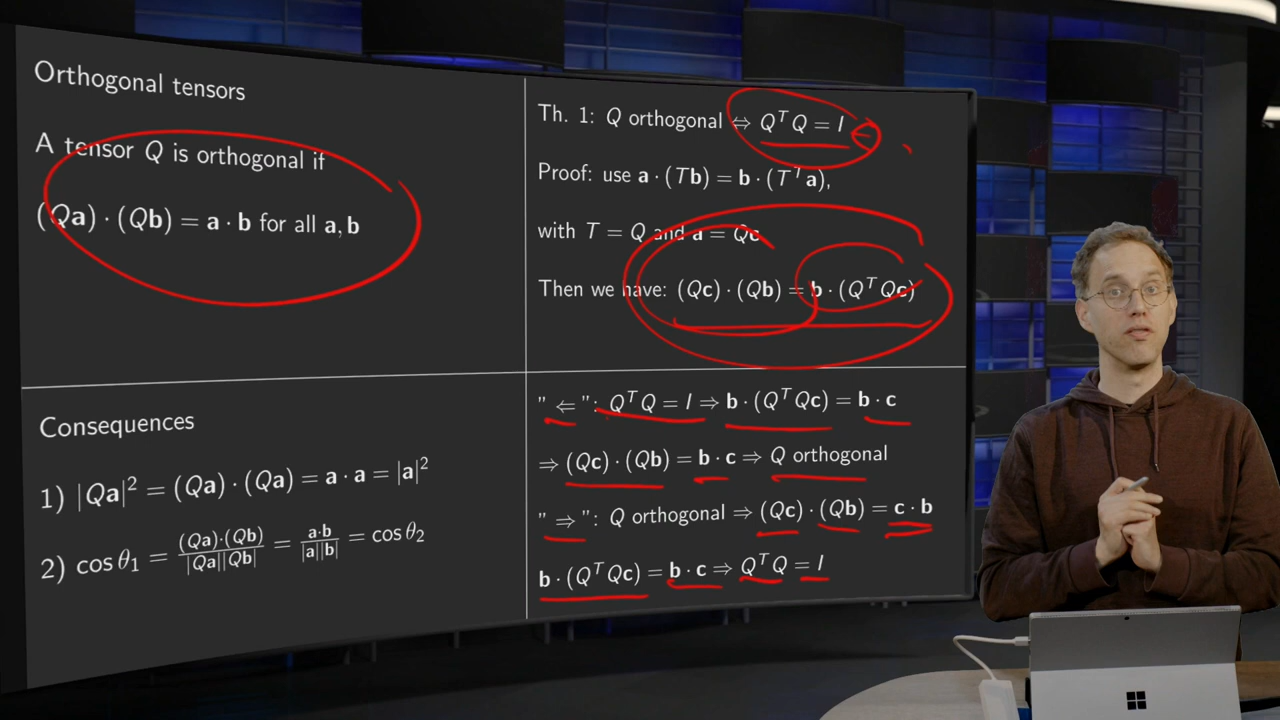 Orthogonal tensors
A tensor Q is orthogonal if
(Qa) · (Qb) = a · b for all a, b
Th. 1: Q orthogonal ⇔ QᵀQ = I
Proof: use a · (Tb) = b · (Tᵀa),
with T = Q and a = Qc
Then we have: (Qc) · (Qb) = b · (QᵀQc)
Consequences
1) |Qa|² = (Qa) · (Qa) = a · a = |a|²
2) cos θ₁ = (Qa)·(Qb) / |Qa||Qb| = a·b / |a||b| = cos θ₂
" ⇐ ": QᵀQ = I ⇒ b · (QᵀQc) = b · c
⇒ (Qc) · (Qb) = b · c ⇒ Q orthogonal
" ⇒ ": Q orthogonal ⇒ (Qc) · (Qb) = c · b
b · (QᵀQc) = b · c ⇒ QᵀQ = I